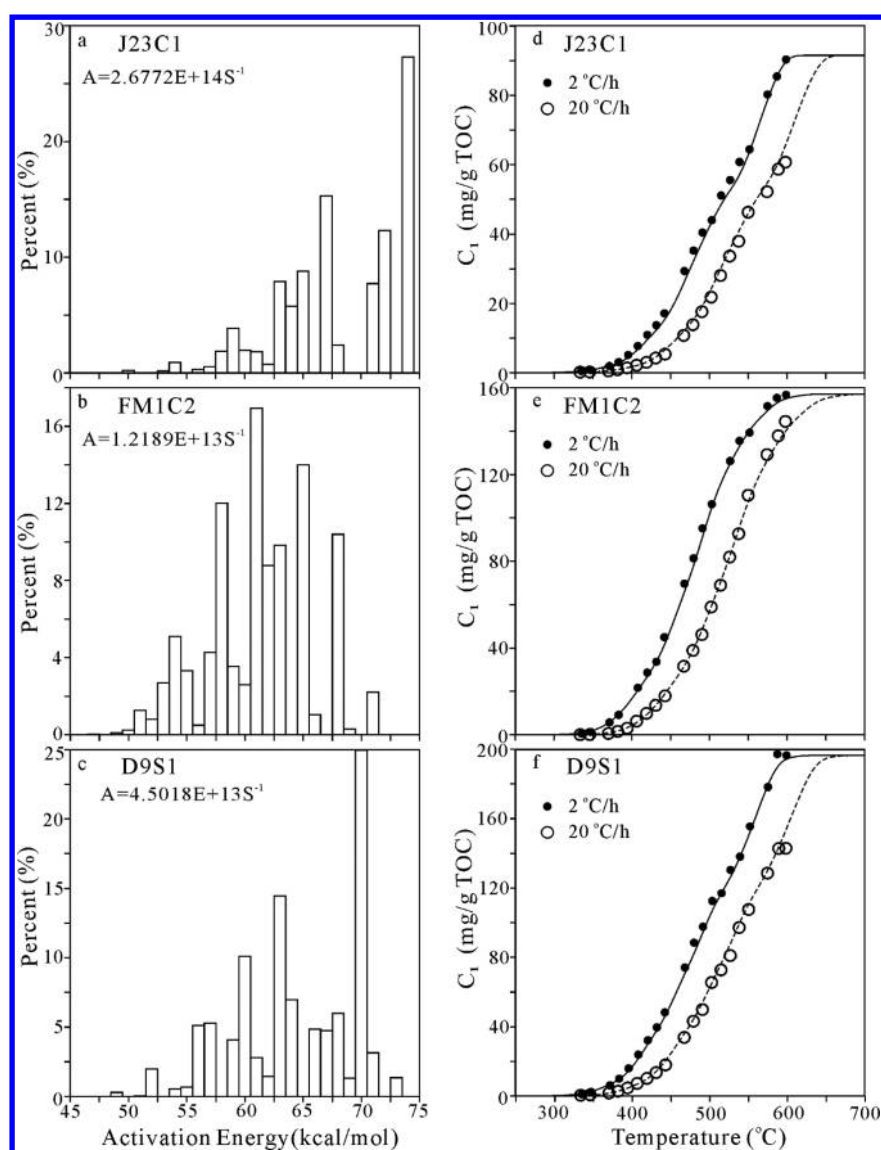 a J23C1
A=2.6772E+14S⁻¹
30
20
10
0
Percent (%)
b FM1C2
A=1.2189E+13S⁻¹
16
12
8
4
0
Percent (%)
c D9S1
A=4.5018E+13S⁻¹
25
20
15
10
5
0
Percent (%)
45 50 55 60 65 70 75
Activation Energy(kcal/mol)
d J23C1
2 °C/h
20 °C/h
100
80
60
40
20
0
C₁ (mg/g TOC)
e FM1C2
2 °C/h
20 °C/h
160
120
80
40
0
C₁ (mg/g TOC)
f D9S1
2 °C/h
20 °C/h
200
160
120
80
40
0
C₁ (mg/g TOC)
300 400 500 600 700
Temperature(°C)